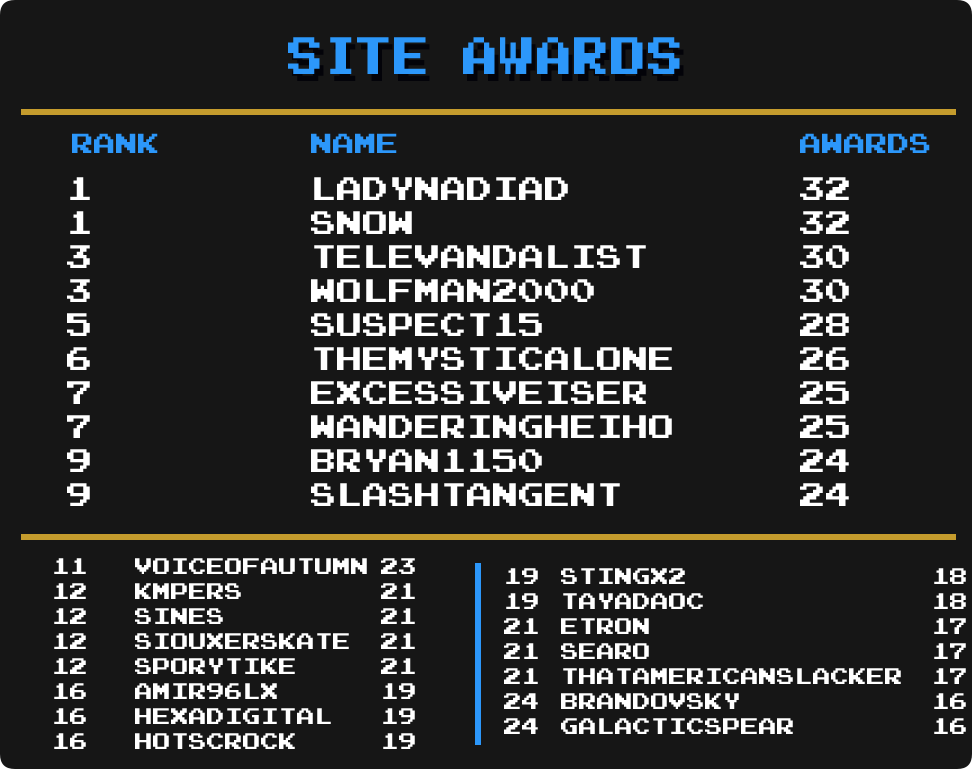 SITE AWARDS
RANK NAME AWARDS
1 LADYNADIAD 32
1 SNOW 32
3 TELEVANDALIST 30
3 WOLFMAN2000 30
5 SUSPECT15 28
6 THEMYSTICALONE 26
7 EXCESSIVEISER 25
7 WANDERINGHEIHO 25
9 BRYAN1150 24
9 SLASHTANGENT 24
11 VOICEOFAUTUMN 23
12 KMPERS 21
12 SINES 21
12 SIOUXERSKATE 21
12 SPORYTIKE 21
16 AMIR96LX 19
16 HEXADIGITAL 19
16 HOTSCROCK 19
19 STINGX2 18
19 TAYADAOC 18
21 ETRON 17
21 SEARO 17
21 THATAMERICANSLACKER 17
24 BRANDOVSKY 16
24 GALACTICSPEAR 16